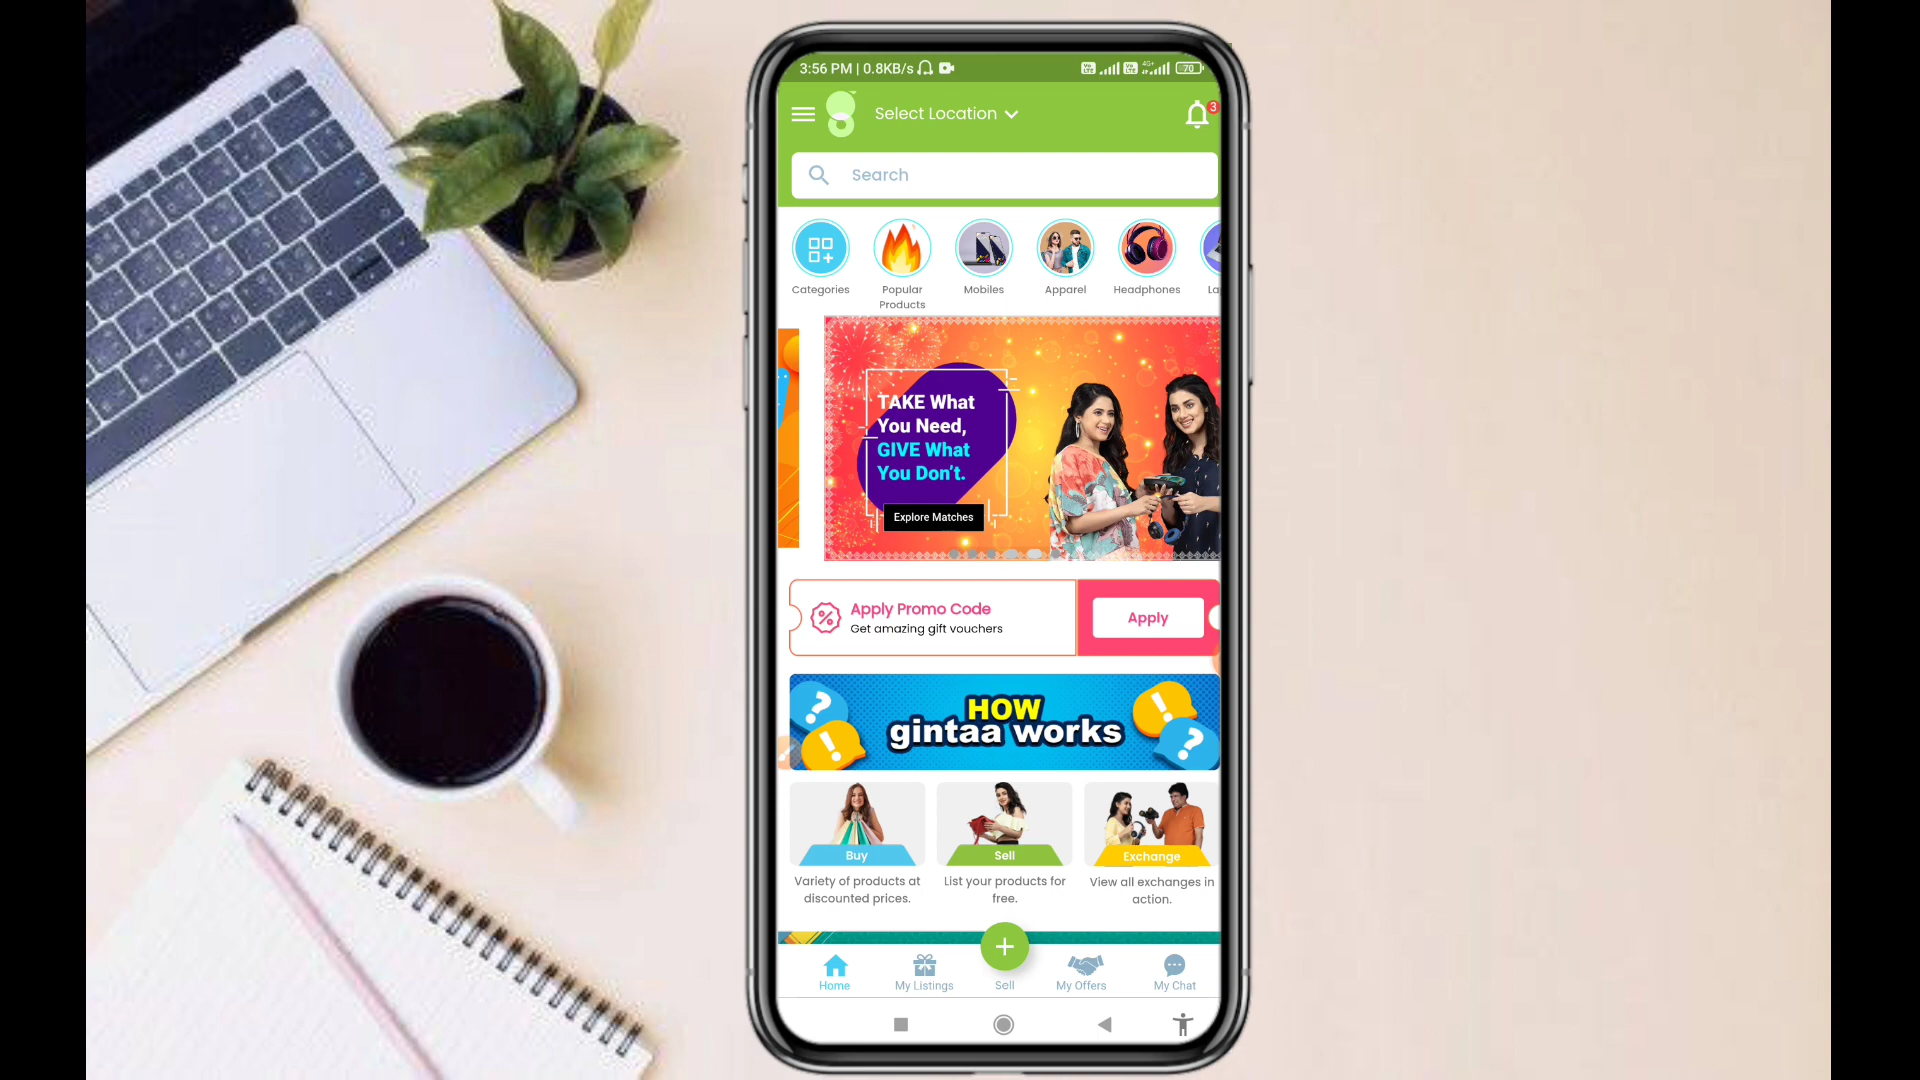 3:56 PM | 0.8KB/s
70
Select Location
3
Search
Categories
Popular
Products
Mobiles
Apparel
Headphones
TAKE What
You Need,
GIVE What
You Don't.
Explore Matches
Apply Promo Code
Get amazing gift vouchers
Apply
HOW
gintaa works
Buy
Sell
Exchange
Variety of products at
discounted prices.
List your products for
free.
View all exchanges in
action.
Home
My Listings
Sell
My Offers
My Chat